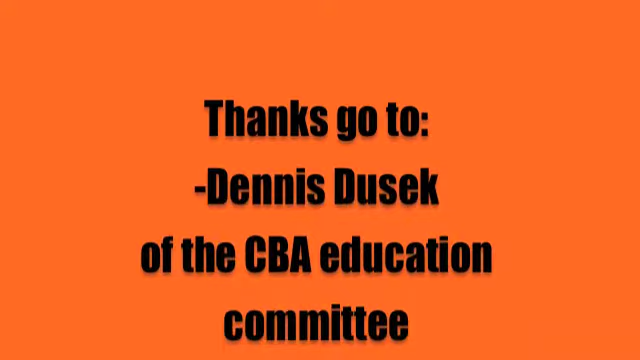 Thanks go to:
-Dennis Dusek
of the CBA education
committee